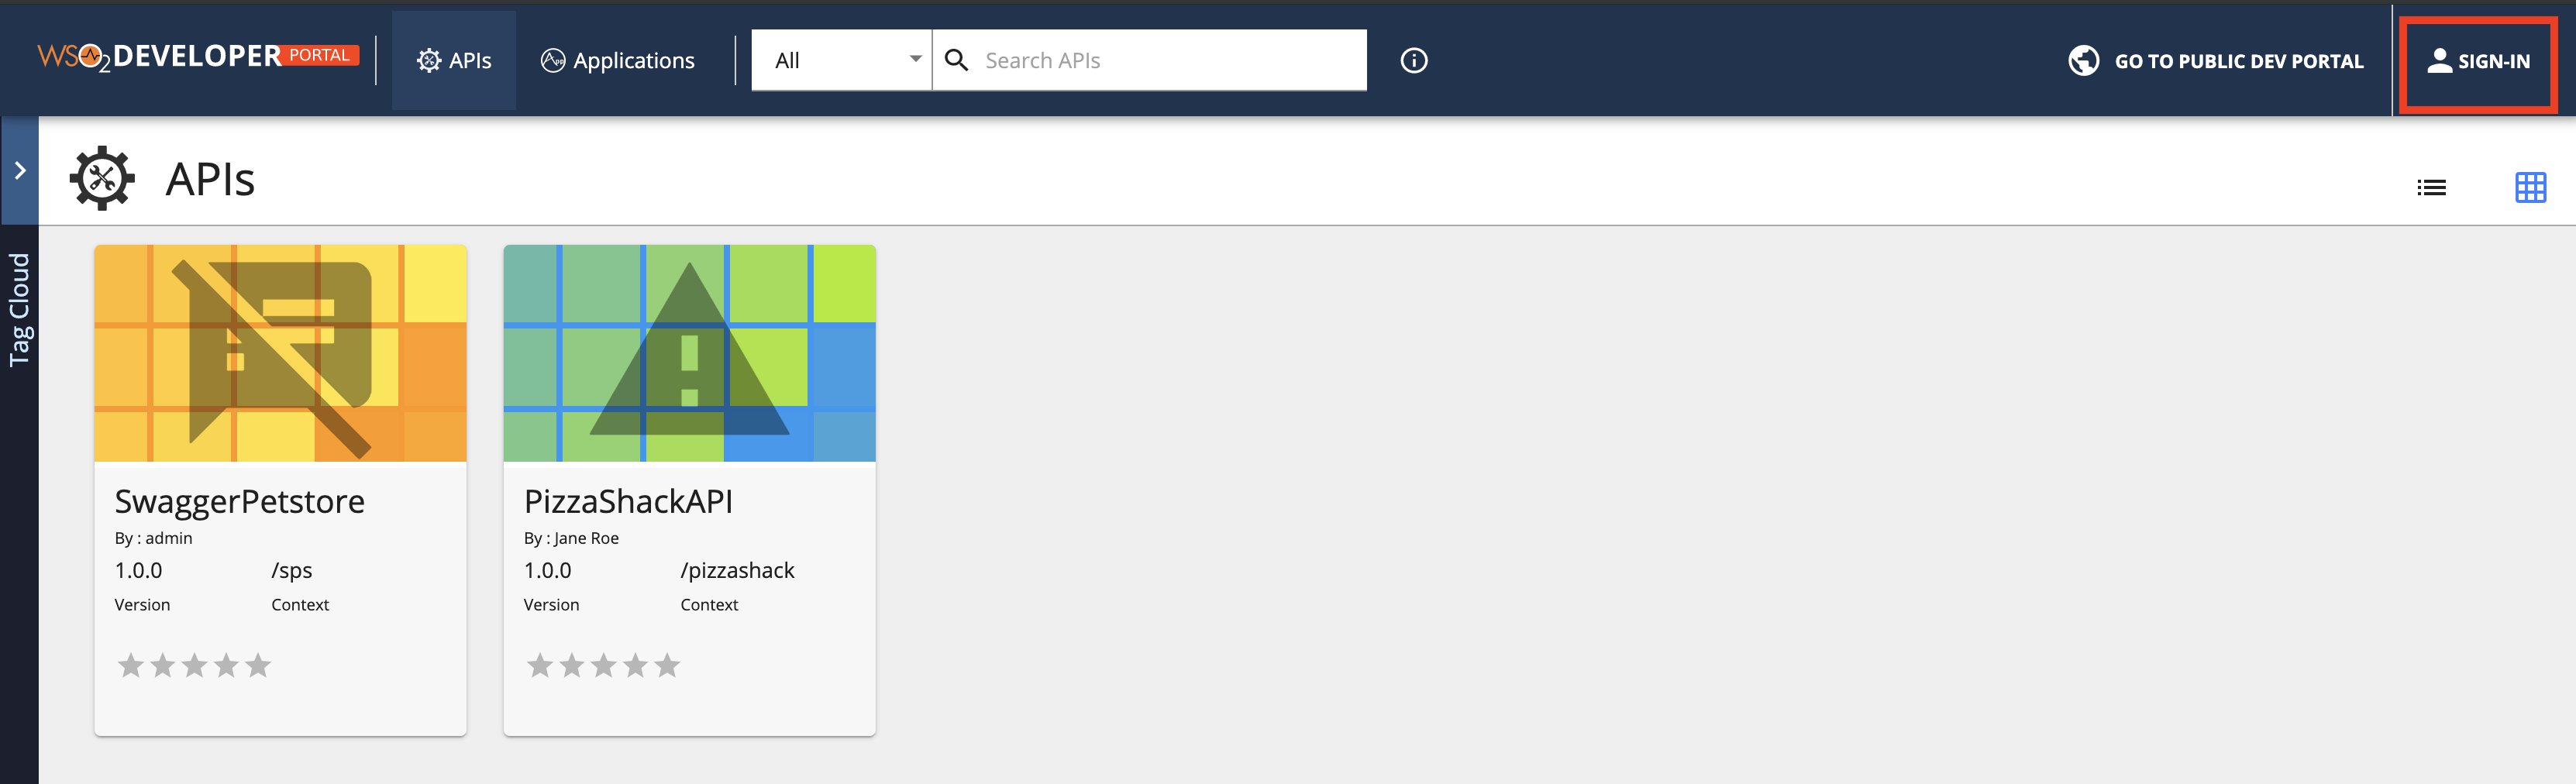 WSO2 DEVELOPER PORTAL
APIs
Applications
All
Search APIs
GO TO PUBLIC DEV PORTAL
SIGN-IN
APIs
Tag Cloud
SwaggerPetstore
By : admin
1.0.0 /sps
Version Context
PizzaShackAPI
By : Jane Roe
1.0.0 /pizzashack
Version Context